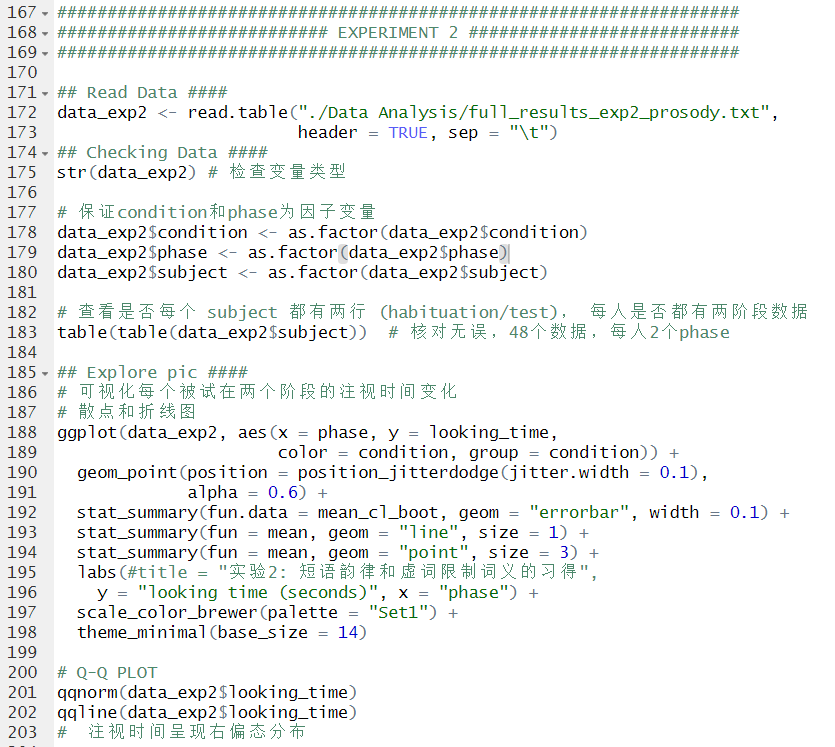 167 ####################################################################
168 ########################### EXPERIMENT 2 ###########################
169 ####################################################################
170
171 ## Read Data ####
172 data_exp2 <- read.table("./Data Analysis/full_results_exp2_prosody.txt",
173                         header = TRUE, sep = "\t")
174 ## Checking Data ####
175 str(data_exp2) # 检查变量类型
176
177 # 保证condition和phase为因子变量
178 data_exp2$condition <- as.factor(data_exp2$condition)
179 data_exp2$phase <- as.factor(data_exp2$phase)
180 data_exp2$subject <- as.factor(data_exp2$subject)
181
182 # 查看是否每个 subject 都有两行 (habituation/test), 每人是否都有两阶段数据
183 table(table(data_exp2$subject))  # 核对无误，48个数据，每人2个phase
184
185 ## Explore pic ####
186 # 可视化每个被试在两个阶段的注视时间变化
187 # 散点和折线图
188 ggplot(data_exp2, aes(x = phase, y = looking_time,
189                       color = condition, group = condition)) +
190   geom_point(position = position_jitterdodge(jitter.width = 0.1),
191              alpha = 0.6) +
192   stat_summary(fun.data = mean_cl_boot, geom = "errorbar", width = 0.1) +
193   stat_summary(fun = mean, geom = "line", size = 1) +
194   stat_summary(fun = mean, geom = "point", size = 3) +
195   labs(#title = "实验2: 短语韵律和虚词限制词义的习得",
196     y = "looking time (seconds)", x = "phase") +
197   scale_color_brewer(palette = "Set1") +
198   theme_minimal(base_size = 14)
199
200 # Q-Q PLOT
201 qqnorm(data_exp2$looking_time)
202 qqline(data_exp2$looking_time)
203 #  注视时间呈现右偏态分布